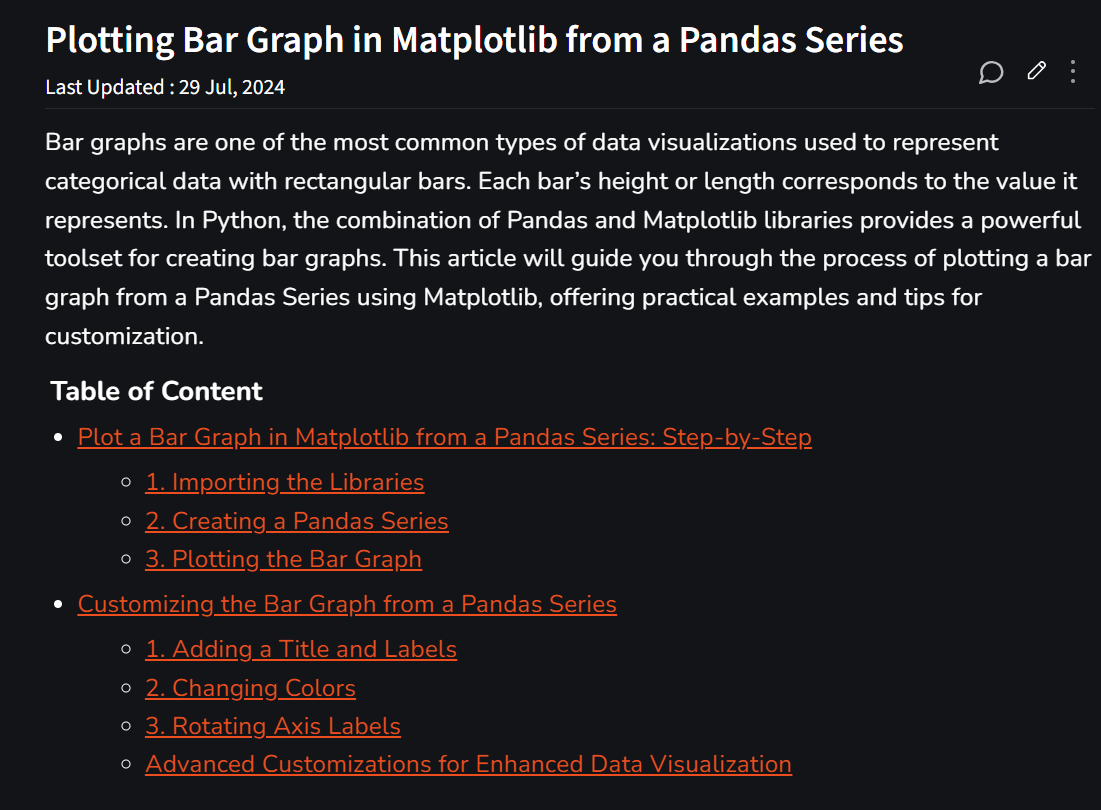 Plotting Bar Graph in Matplotlib from a Pandas Series
Last Updated : 29 Jul, 2024
Bar graphs are one of the most common types of data visualizations used to represent
categorical data with rectangular bars. Each bar’s height or length corresponds to the value it
represents. In Python, the combination of Pandas and Matplotlib libraries provides a powerful
toolset for creating bar graphs. This article will guide you through the process of plotting a bar
graph from a Pandas Series using Matplotlib, offering practical examples and tips for
customization.
Table of Content
Plot a Bar Graph in Matplotlib from a Pandas Series: Step-by-Step
1. Importing the Libraries
2. Creating a Pandas Series
3. Plotting the Bar Graph
Customizing the Bar Graph from a Pandas Series
1. Adding a Title and Labels
2. Changing Colors
3. Rotating Axis Labels
Advanced Customizations for Enhanced Data Visualization